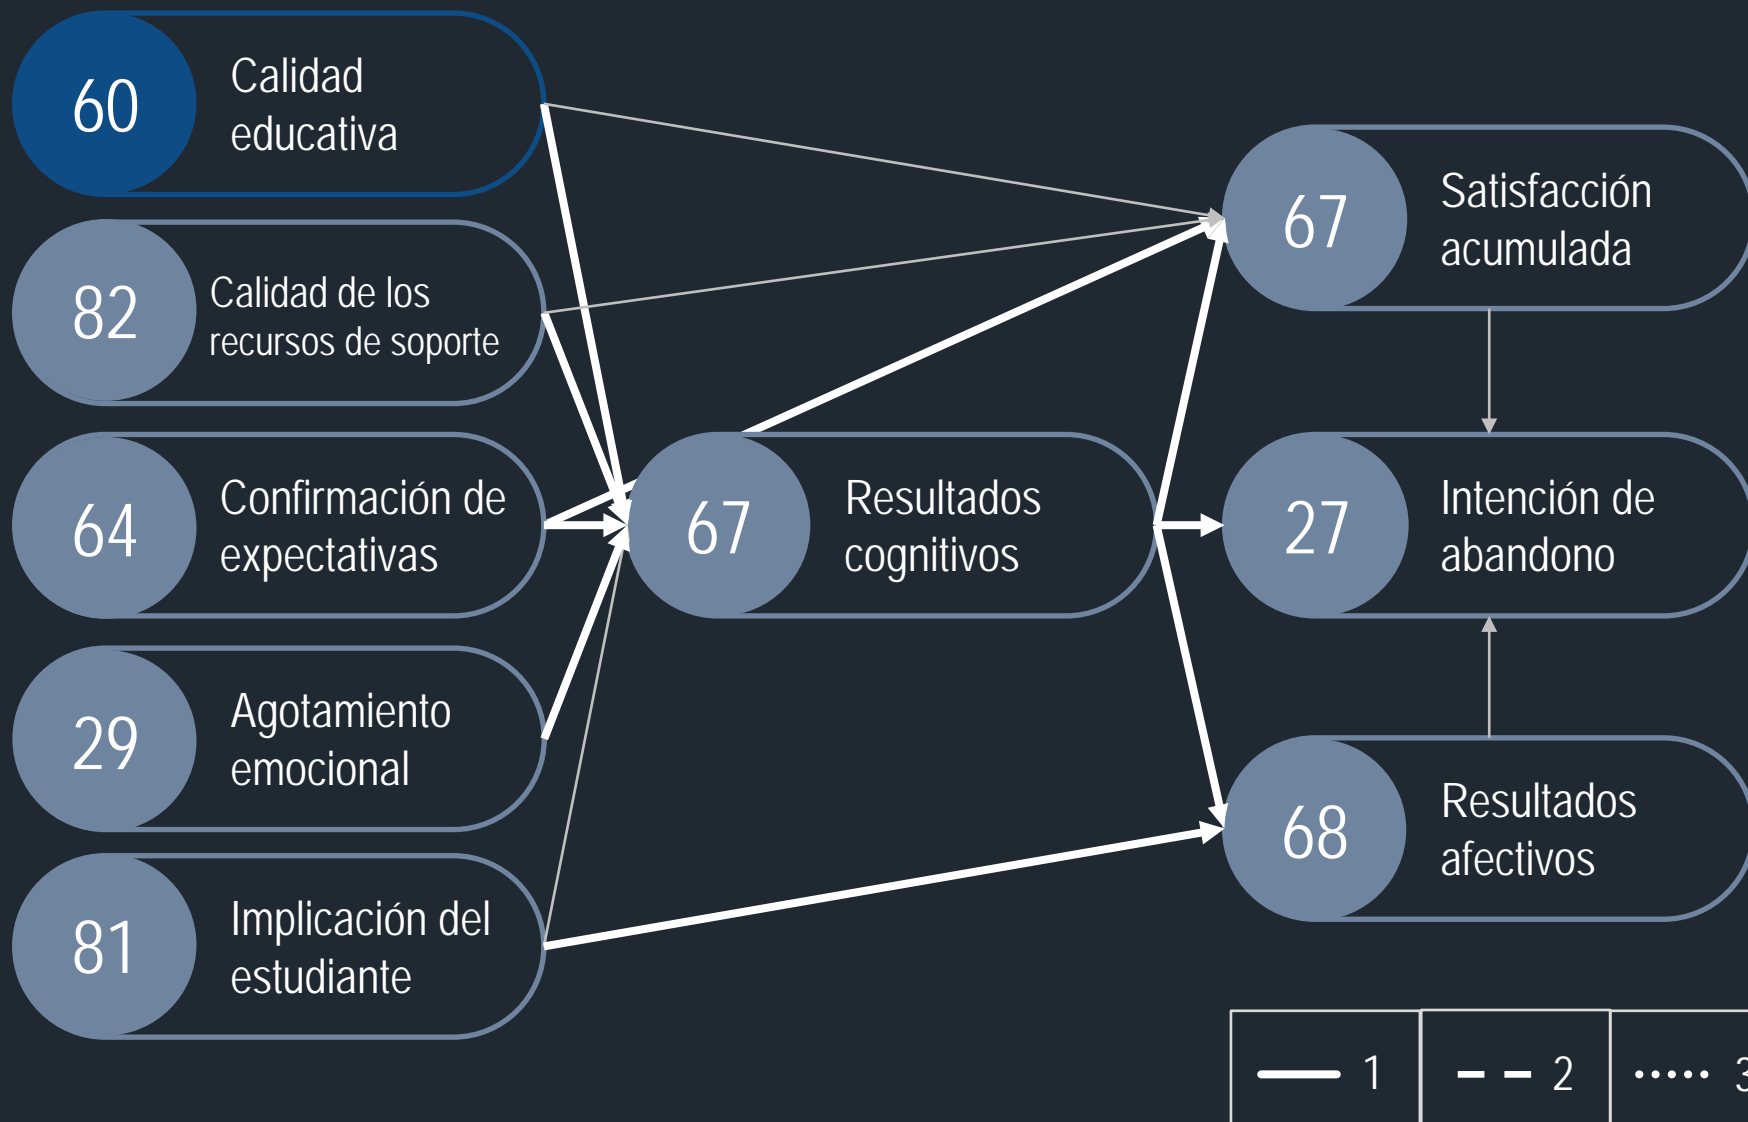 60
Calidad
educativa
82
Calidad de los
recursos de soporte
64
Confirmación de
expectativas
29
Agotamiento
emocional
81
Implicación del
estudiante
67
Resultados
cognitivos
67
Satisfacción
acumulada
27
Intención de
abandono
68
Resultados
afectivos
1
2
3